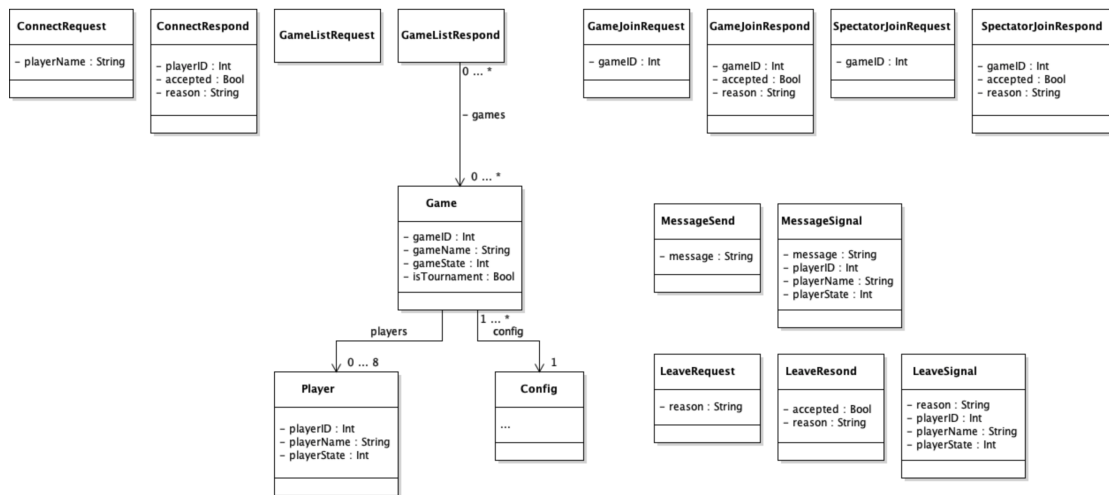 ConnectRequest
- playerName : String
ConnectRespond
- playerID : Int
- accepted : Bool
- reason : String
GameListRequest
GameListRespond
0 ... *
- games
0 ... *
GameJoinRequest
- gameID : Int
GameJoinRespond
- gameID : Int
- accepted : Bool
- reason : String
SpectatorJoinRequest
- gameID : Int
SpectatorJoinRespond
- gameID : Int
- accepted : Bool
- reason : String
Game
- gameID : Int
- gameName : String
- gameState : Int
- isTournament : Bool
1 ... *
players
config
0 ... 8
1
Player
- playerID : Int
- playerName : String
- playerState : Int
Config
...
MessageSend
- message : String
MessageSignal
- message : String
- playerID : Int
- playerName : String
- playerState : Int
LeaveRequest
- reason : String
LeaveResond
- accepted : Bool
- reason : String
LeaveSignal
- reason : String
- playerID : Int
- playerName : String
- playerState : Int